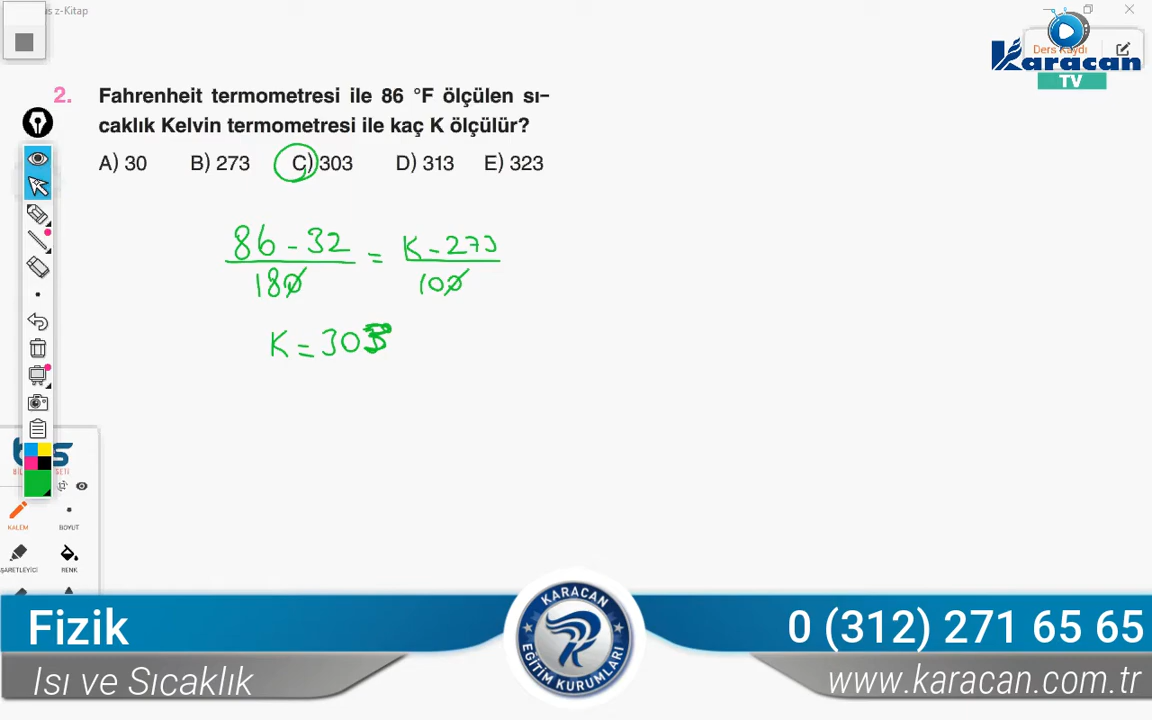 us z-Kitap
Ders Kaydı
Karacan
TV
2. Fahrenheit termometresi ile 86 °F ölçülen sı-
caklık Kelvin termometresi ile kaç K ölçülür?
A) 30 B) 273 C) 303 D) 313 E) 323
86 - 32 = K - 273
180 100
K = 303
KALEM BOYUT
ŞARETLEYİCİ RENK
KARACAN
EĞİTİM KURUMLARI
Fizik 0 (312) 271 65 65
Isı ve Sıcaklık www.karacan.com.tr